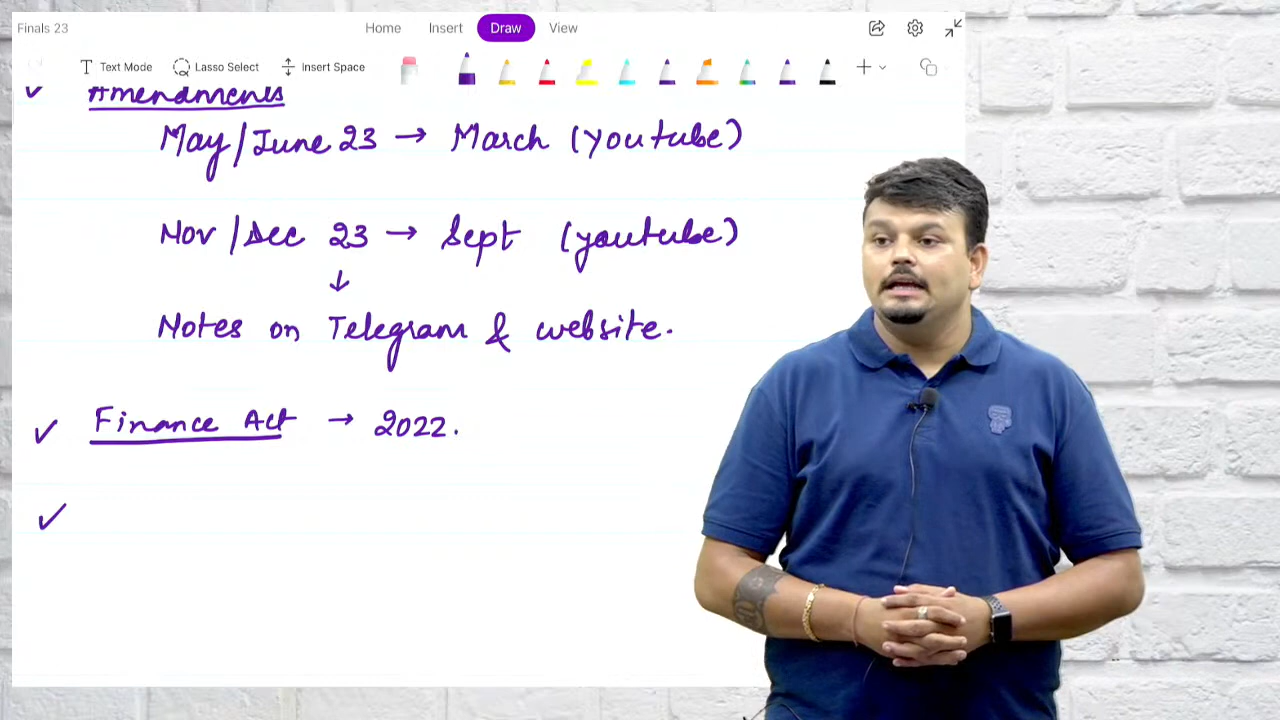 Finals 23
Home Insert Draw View
Text Mode Lasso Select Insert Space
Amendments
May/June 23 → March (youtube)
Nov/Dec 23 → Sept (youtube)
↓
Notes on Telegram & website.
✓ Finance Act → 2022.
✓